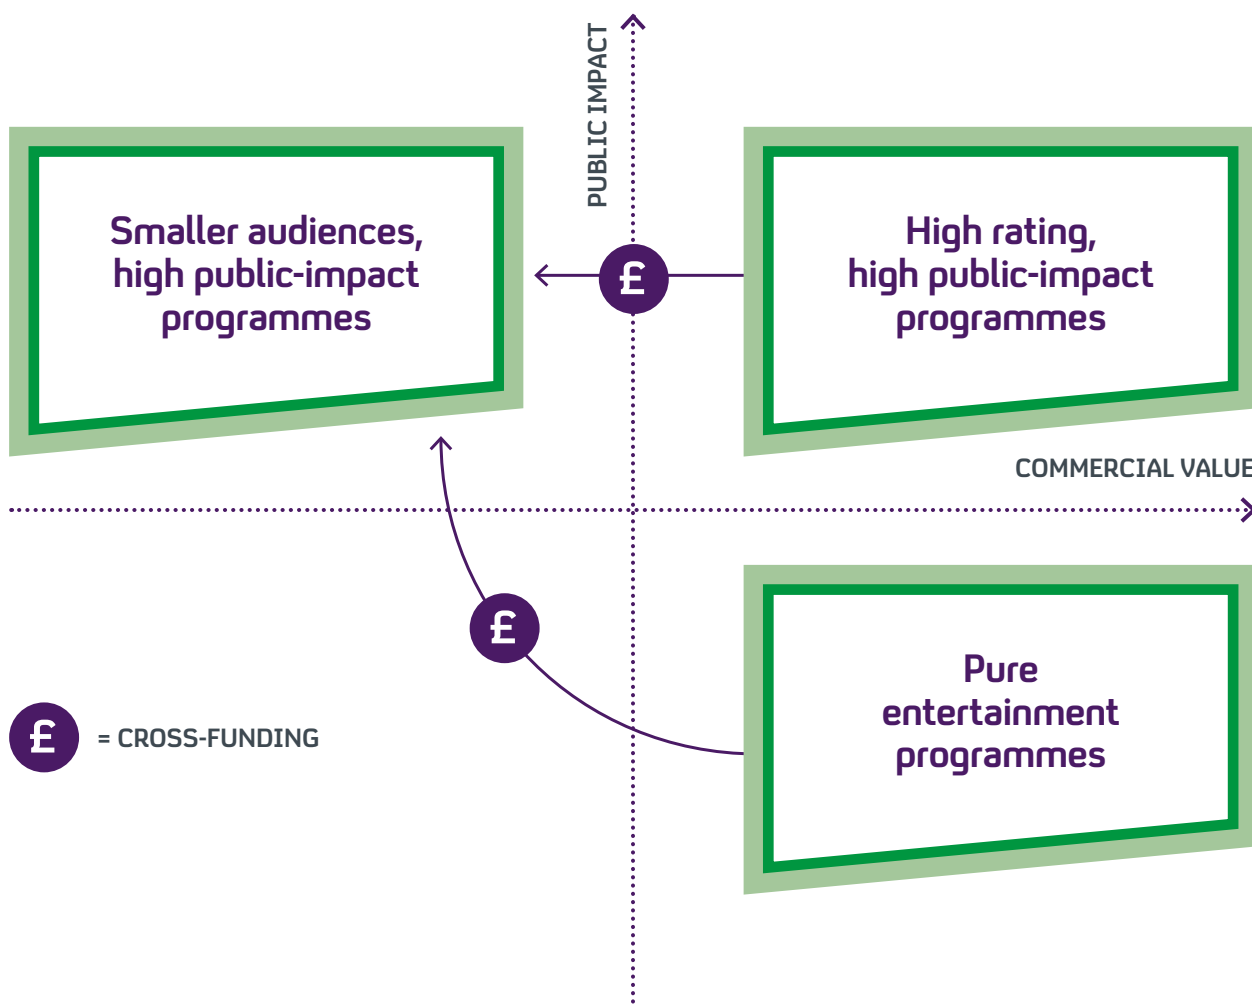 PUBLIC IMPACT
Smaller audiences,
high public-impact
programmes
£
High rating,
high public-impact
programmes
COMMERCIAL VALUE
£
Pure
entertainment
programmes
£ = CROSS-FUNDING